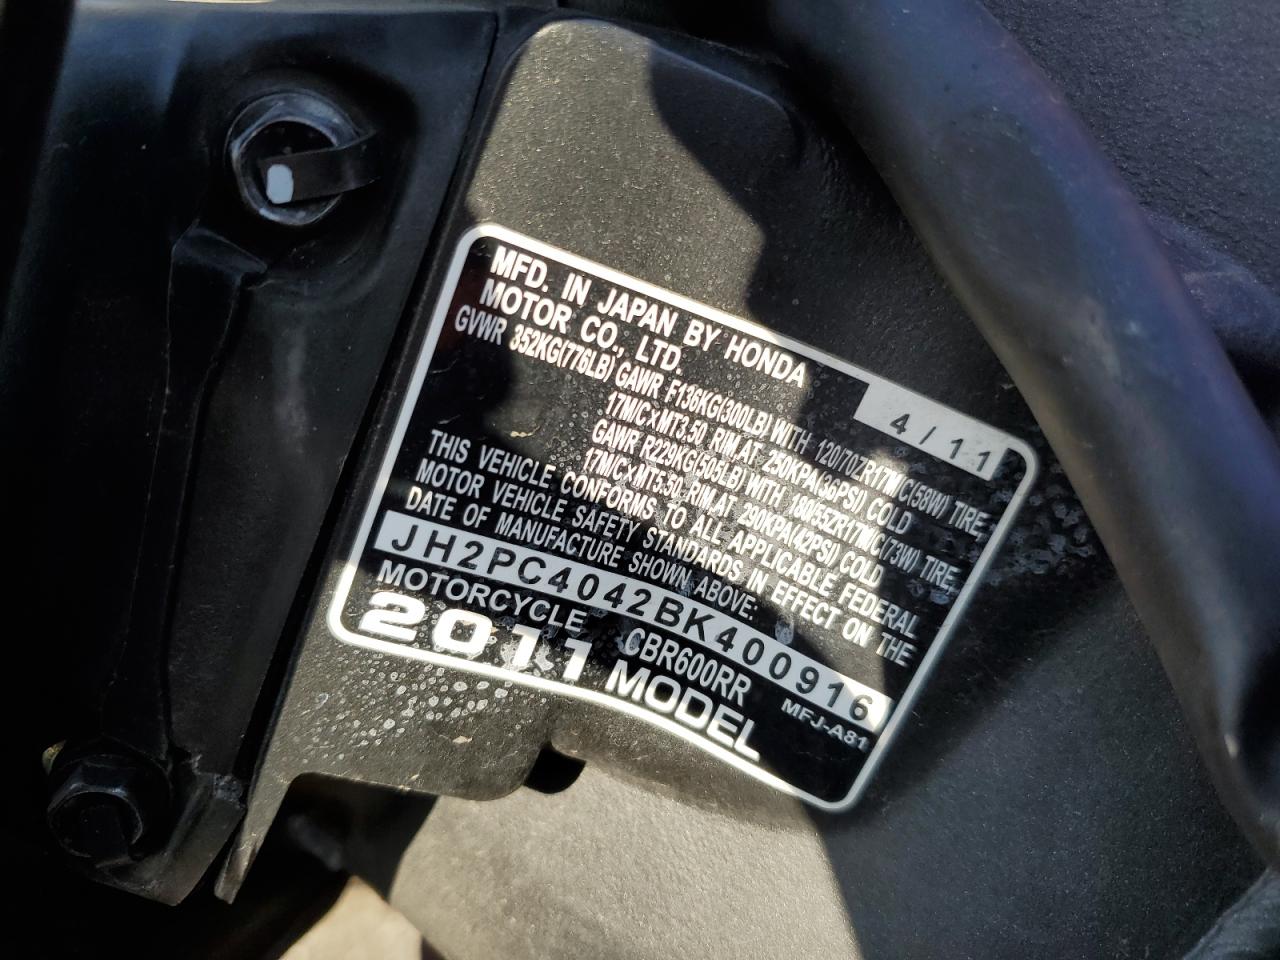 MFD. IN JAPAN BY HONDA
MOTOR CO., LTD.
4/11
GVWR 352KG(776LB) GAWR F136KG(300LB) WITH 120/70ZR17M/C(58W) TIRE,
17M/C×MT3.50 RIM,AT 250KPA(36PSI) COLD
GAWR R229KG(505LB) WITH 180/55ZR17M/C(73W) TIRE,
17M/C×MT5.50 RIM,AT 290KPA(42PSI) COLD
THIS VEHICLE CONFORMS TO ALL APPLICABLE FEDERAL
MOTOR VEHICLE SAFETY STANDARDS IN EFFECT ON THE
DATE OF MANUFACTURE SHOWN ABOVE.
JH2PC4042BK400916
MOTORCYCLE CBR600RR MFJ-A81
2011 MODEL